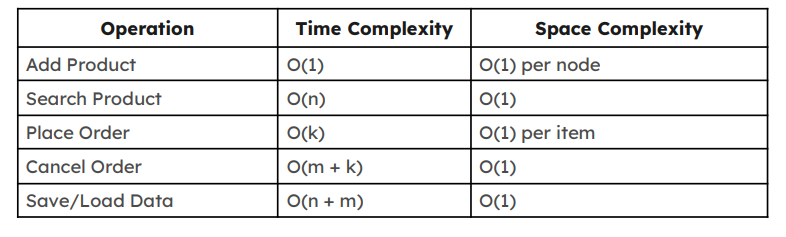 Operation Time Complexity Space Complexity
Add Product O(1) O(1) per node
Search Product O(n) O(1)
Place Order O(k) O(1) per item
Cancel Order O(m + k) O(1)
Save/Load Data O(n + m) O(1)